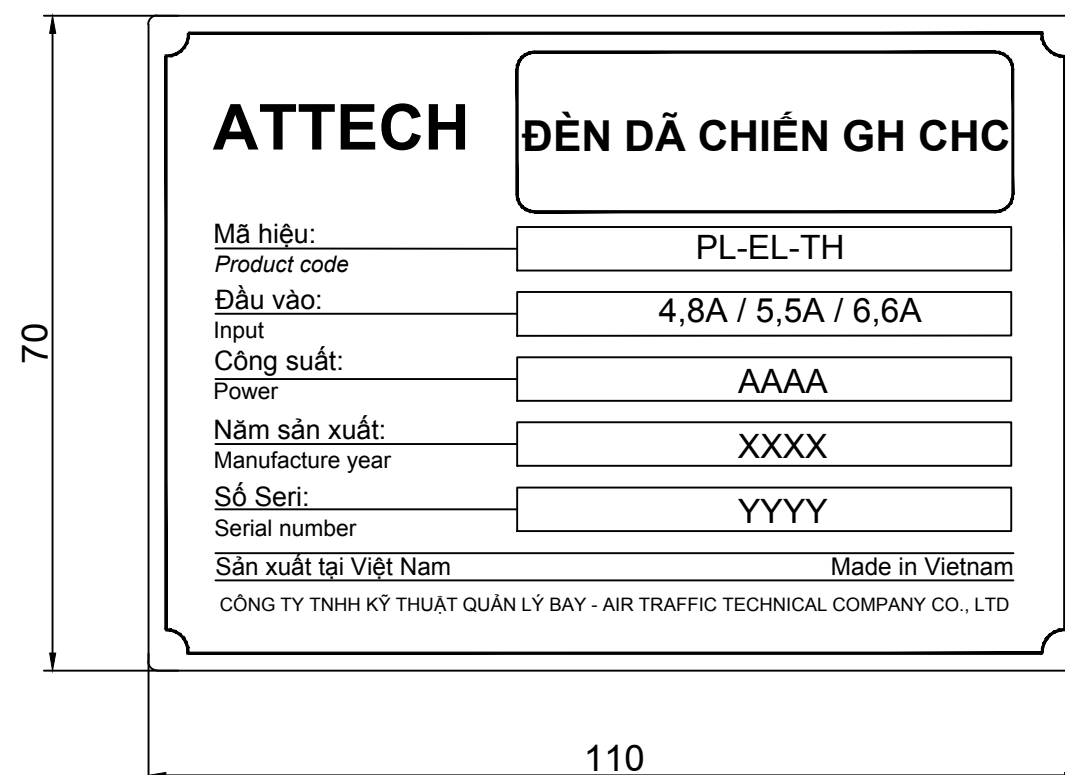 ATTECH
ĐÈN DÃ CHIẾN GH CHC
Mã hiệu:
Product code
PL-EL-TH
Đầu vào:
Input
4,8A / 5,5A / 6,6A
Công suất:
Power
AAAA
Năm sản xuất:
Manufacture year
XXXX
Số Seri:
Serial number
YYYY
Sản xuất tại Việt Nam Made in Vietnam
CÔNG TY TNHH KỸ THUẬT QUẢN LÝ BAY - AIR TRAFFIC TECHNICAL COMPANY CO., LTD
70
110